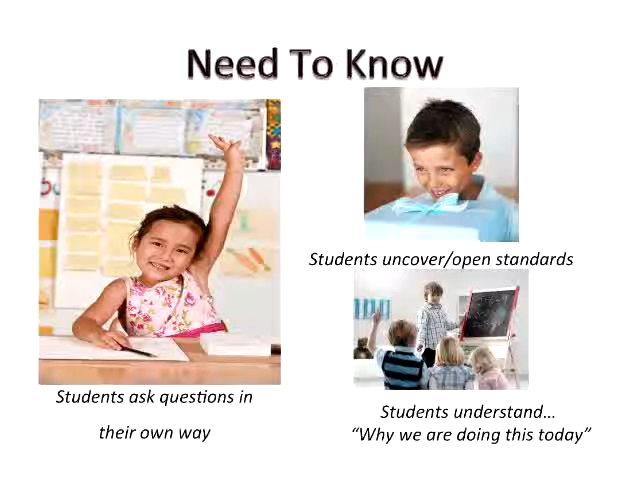 Need To Know
Students ask questions in
their own way
Students uncover/open standards
Students understand…
“Why we are doing this today”